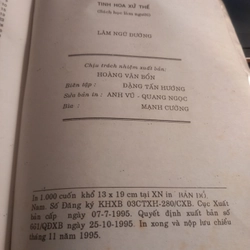 TINH HOA XỬ THẾ
LÂM NGỮ ĐƯỜNG
Chịu trách nhiệm xuất bản:
HOÀNG VĂN BỔN
Biên tập : ĐẶNG TẤN HƯỚNG
Sửa bản in : ANH VŨ - QUANG NGỌC
Bìa : MẠNH CƯỜNG
In 1.000 cuốn khổ 13 x 19 cm tại XN in
Nam. Số Đăng ký KHXB 03CTXH-280/CXB. Cục Xuất
bản cấp ngày 07-7-1995. Quyết định xuất bản số
/QDXB ngày 25-10-1995. In xong và nộp lưu chiểu
tháng 11 năm 1995.